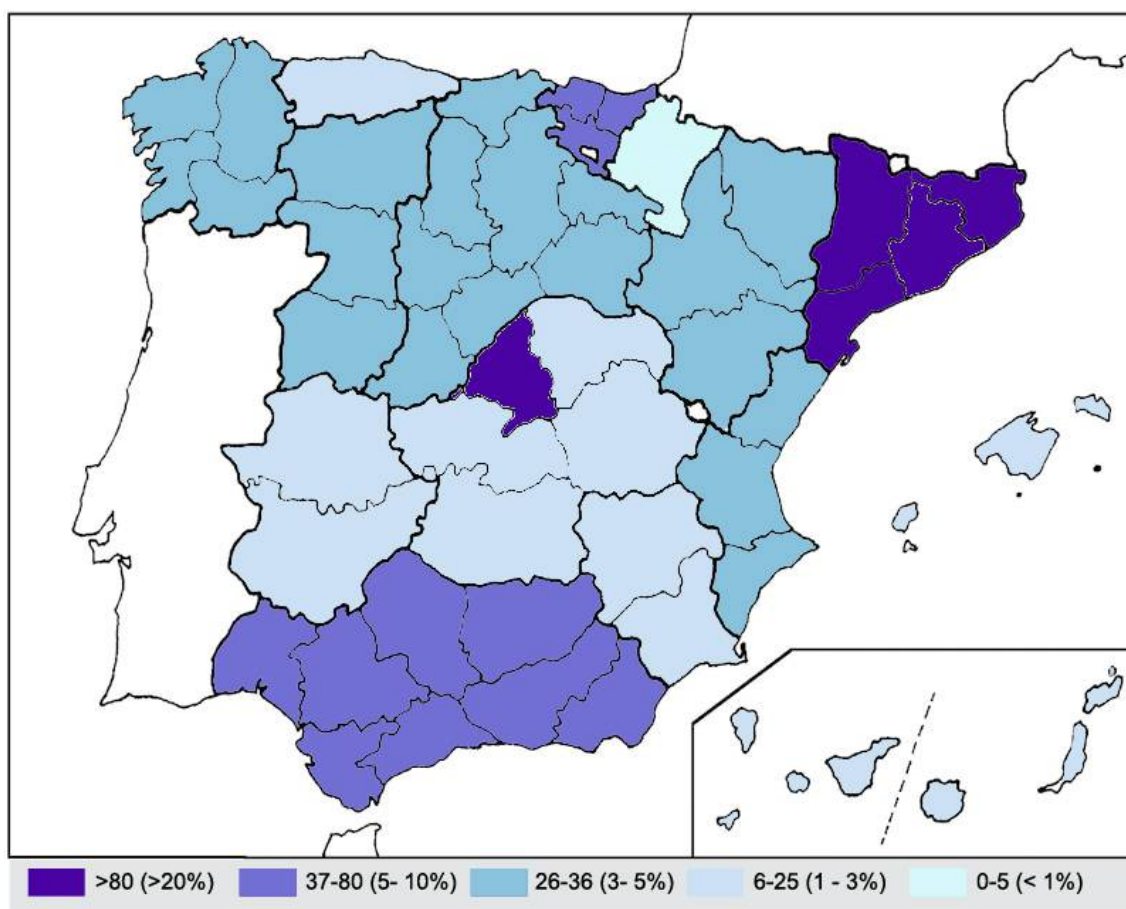 >80 (>20%)
37-80 (5- 10%)
26-36 (3- 5%)
6-25 (1 - 3%)
0-5 (< 1%)